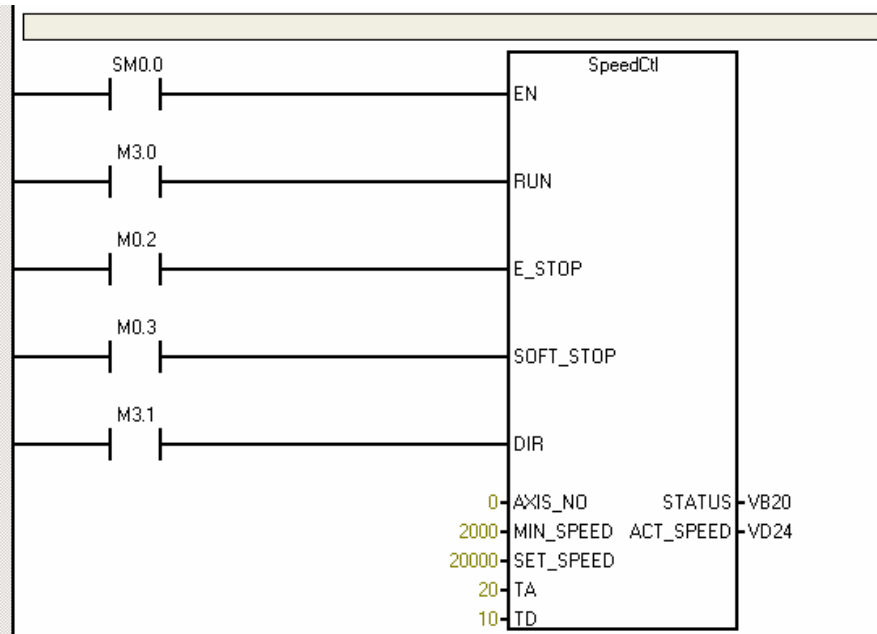 SM0.0 SpeedCtl
EN
M3.0
RUN
M0.2
E_STOP
M0.3
SOFT_STOP
M3.1
DIR
0 AXIS_NO STATUS VB20
2000 MIN_SPEED ACT_SPEED VD24
20000 SET_SPEED
20 TA
10 TD